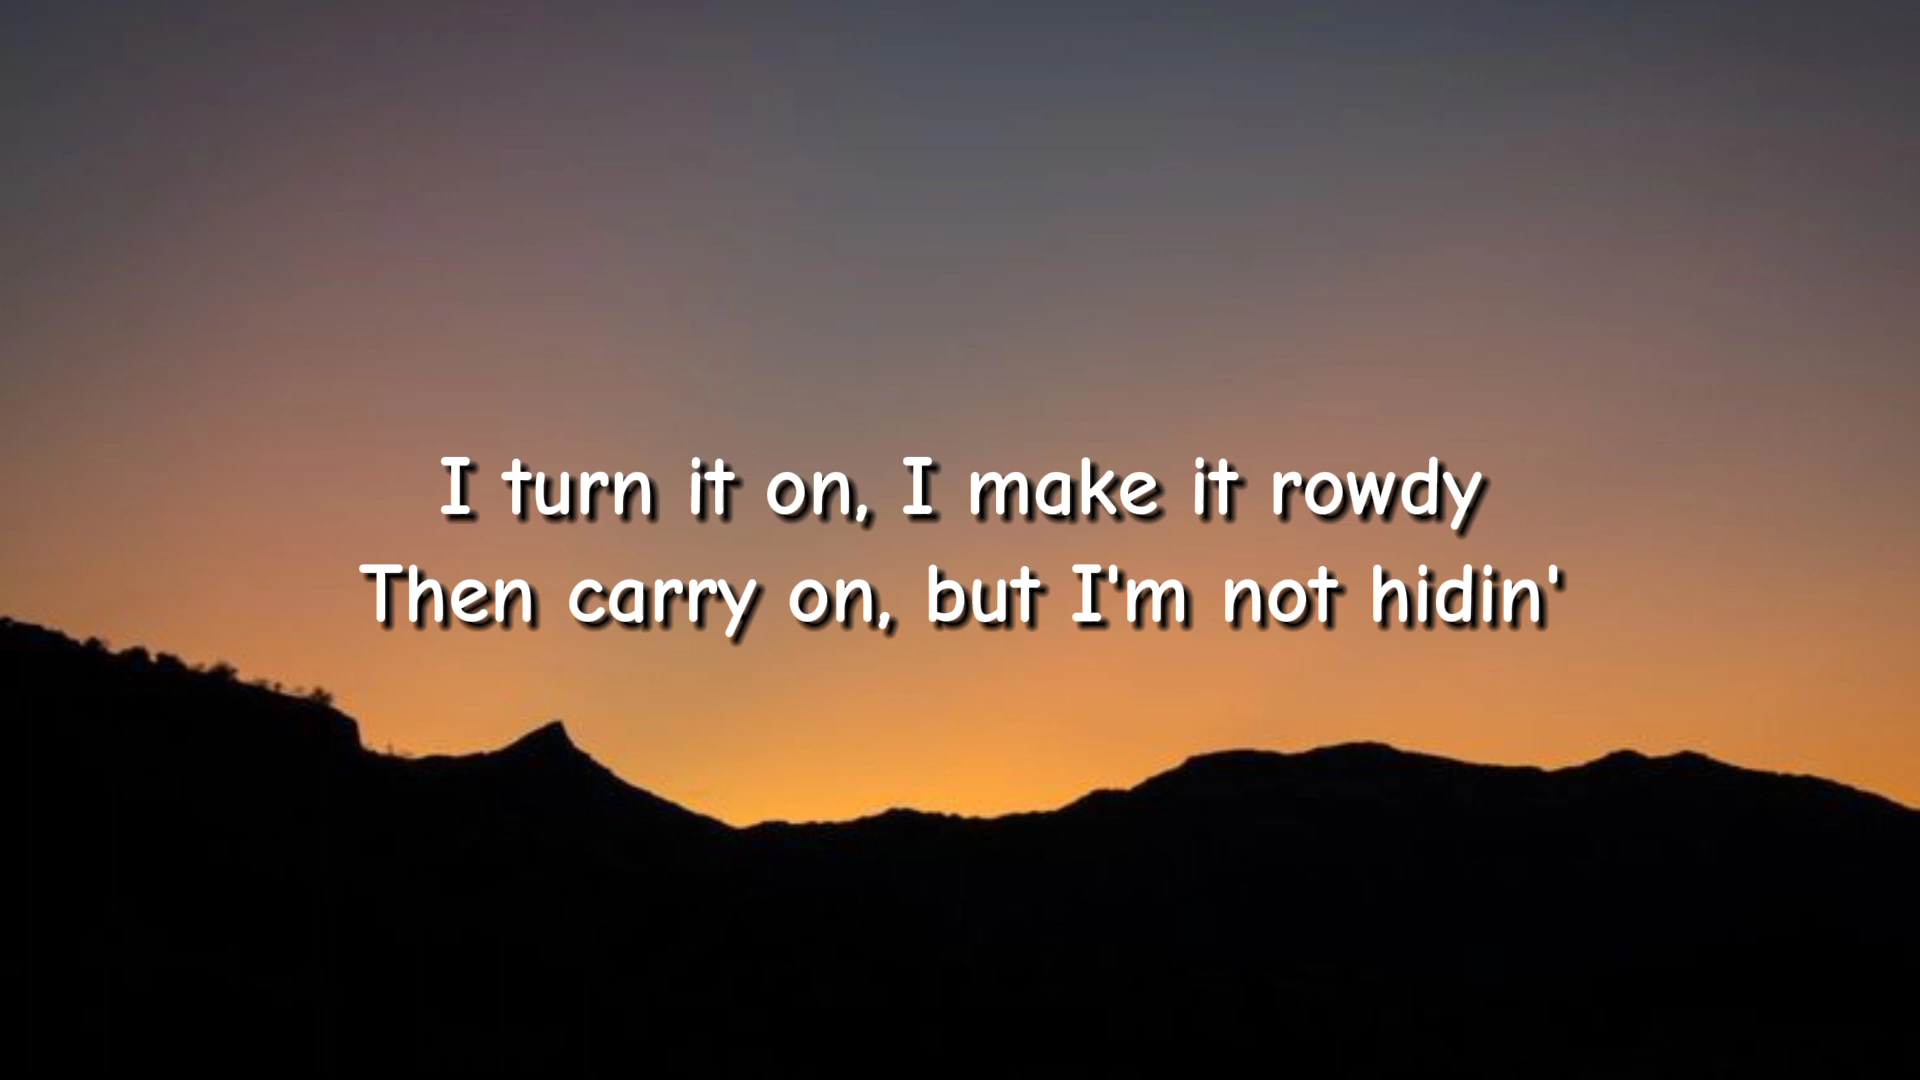 I turn it on, I make it rowdy
Then carry on, but I'm not hidin'